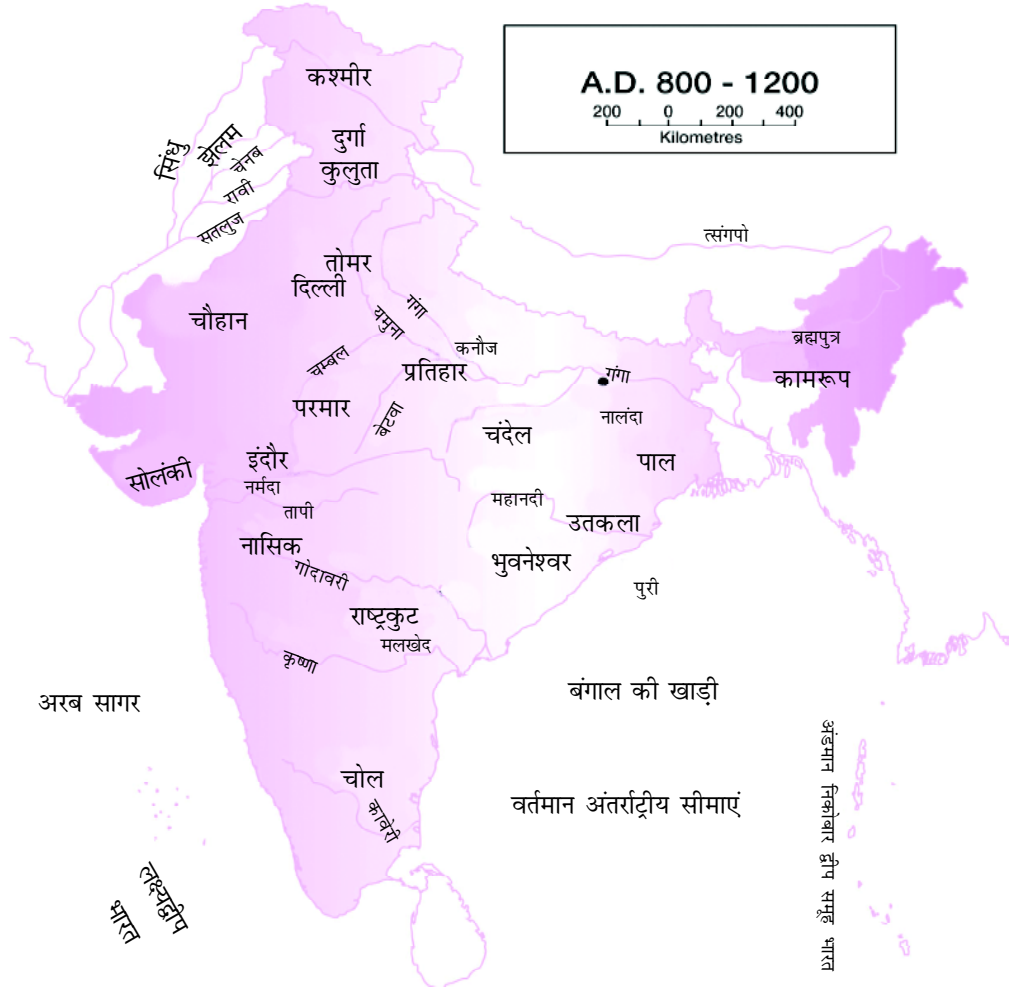 A.D. 800 - 1200
200 0 200 400
Kilometres
कश्मीर
दुर्गा
कुलुता
सिंधु
झेलम
चेनब
रावी
सतलुज
त्संगपो
तोमर
दिल्ली
चौहान
गंगा
यमुना
ब्रह्मपुत्र
कनौज
चम्बल
प्रतिहार
गंगा
कामरूप
परमार
बेटवा
नालंदा
चंदेल
इंदौर
पाल
सोलंकी
नर्मदा
महानदी
तापी
उतकला
नासिक
भुवनेश्वर
गोदावरी
पुरी
राष्ट्रकुट
मलखेद
कृष्णा
अरब सागर
बंगाल की खाड़ी
चोल
कावेरी
वर्तमान अंतर्राट्रीय सीमाएं
अंडमान निकोबार द्वीप समूह भारत
लक्ष्यद्वीप
भारत